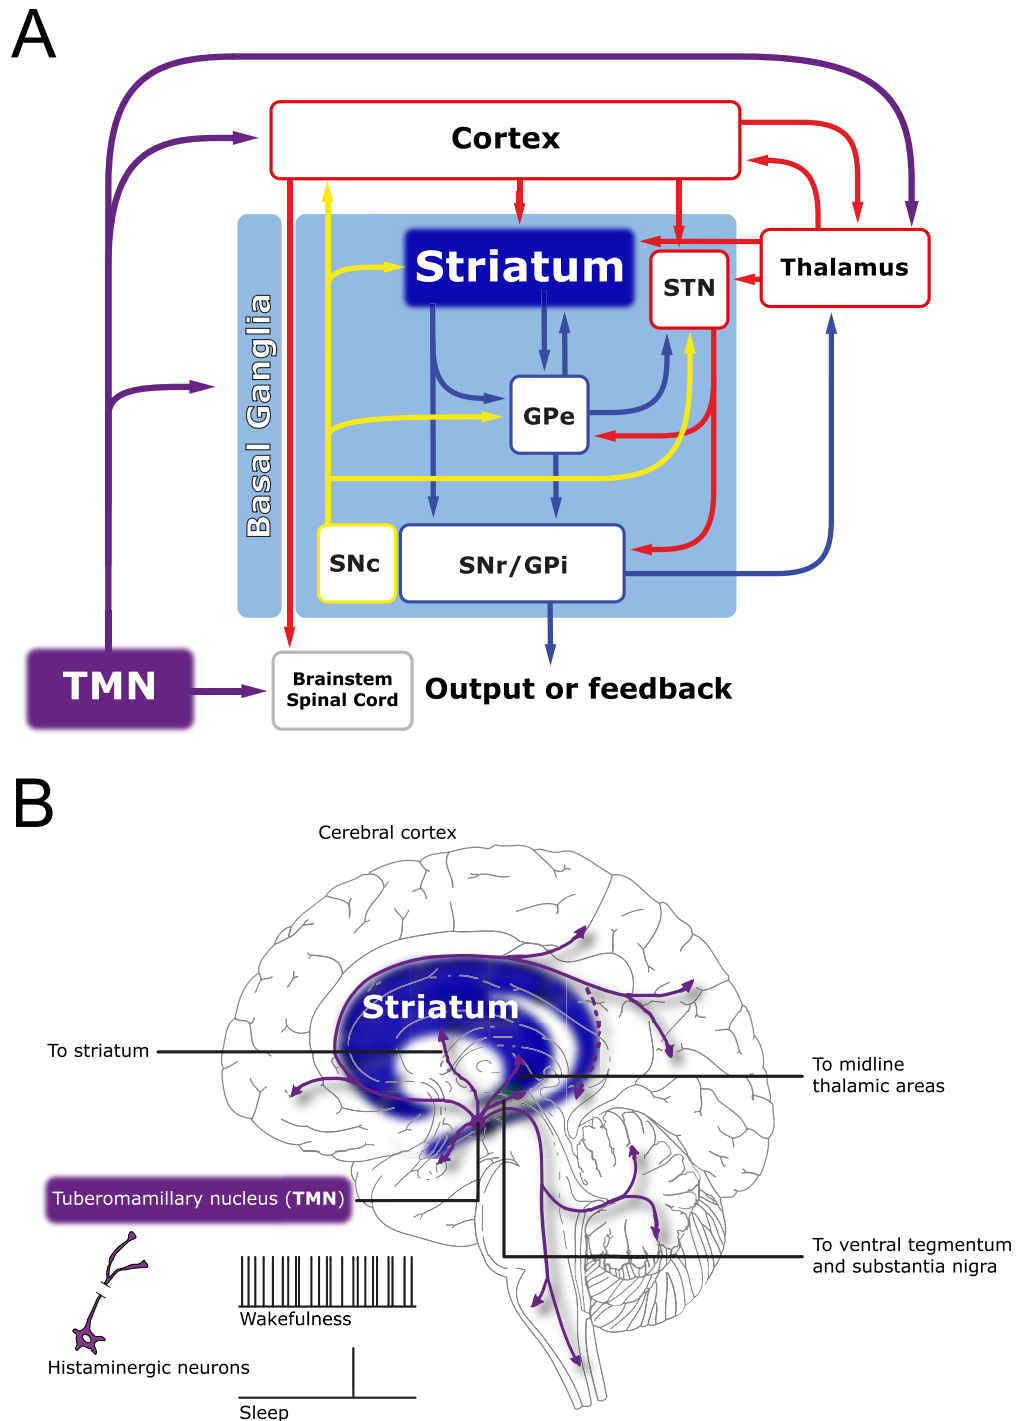 A
Cortex
Striatum
STN
Thalamus
Basal Ganglia
GPe
SNc
SNr/GPi
TMN
Brainstem
Spinal Cord
Output or feedback
B
Cerebral cortex
Striatum
To striatum
To midline
thalamic areas
Tuberomamillary nucleus (TMN)
To ventral tegmentum
and substantia nigra
Wakefulness
Histaminergic neurons
Sleep